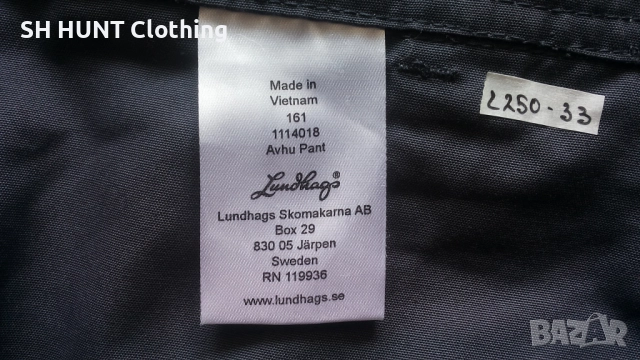 SH HUNT Clothing
Made in
Vietnam
161
1114018
Avhu Pant
Lundhags®
Lundhags Skomakarna AB
Box 29
830 05 Järpen
Sweden
RN 119936
www.lundhags.se
L250-33
BAZAR